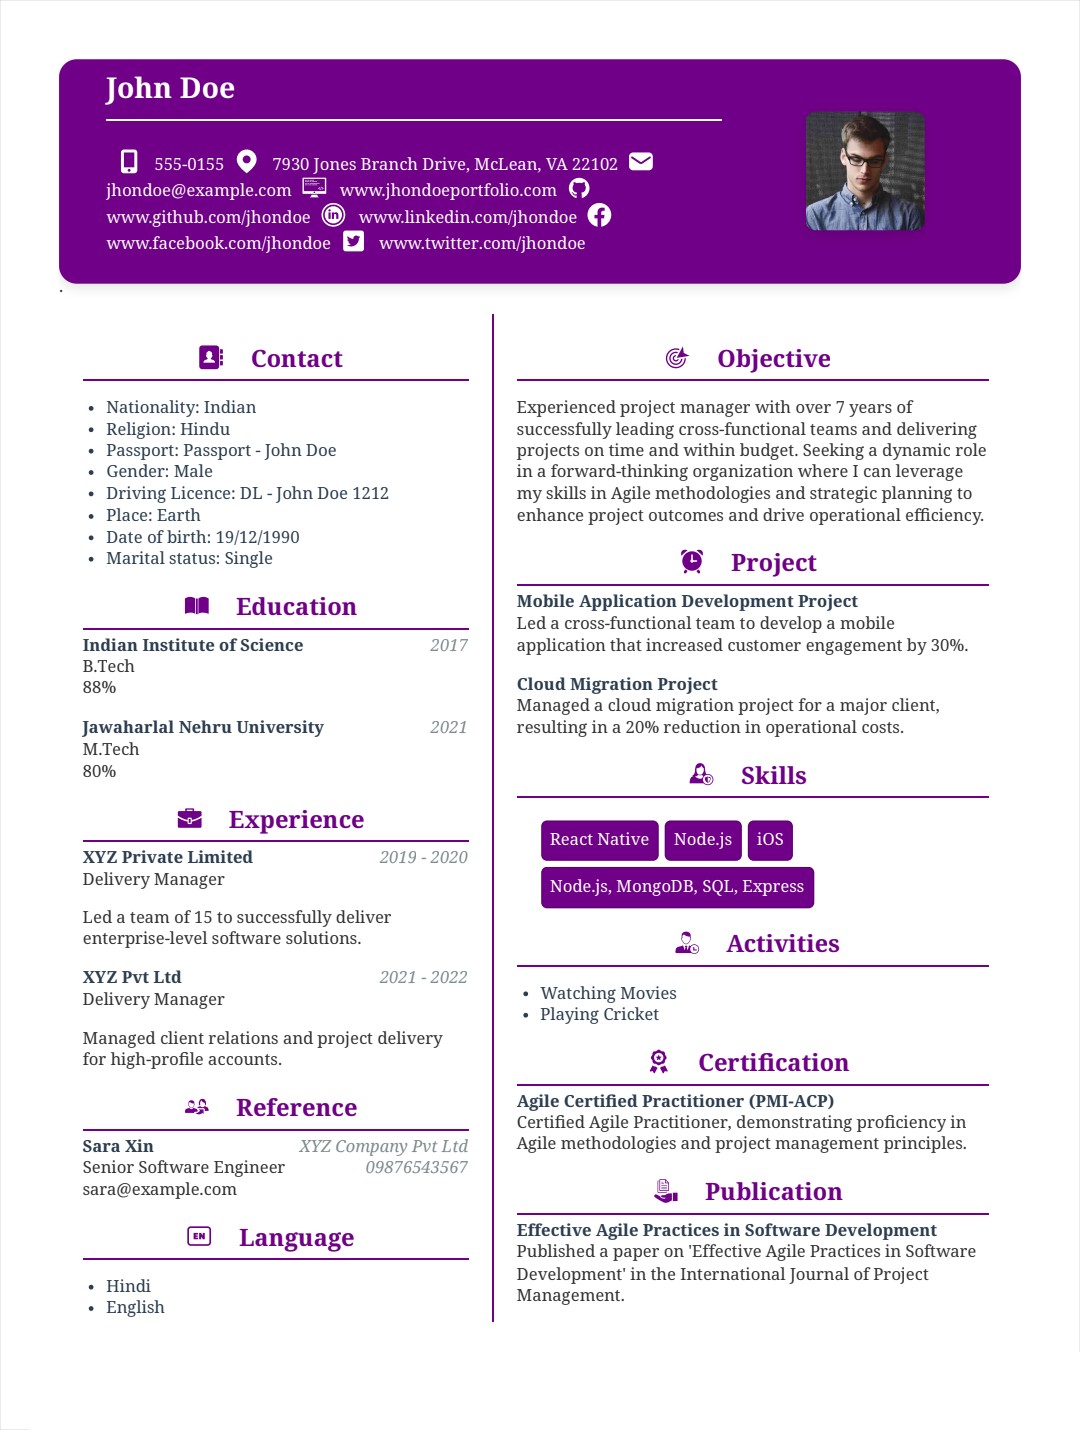 John Doe
555-0155 7930 Jones Branch Drive, McLean, VA 22102
jhondoe@example.com www.jhondoeportfolio.com
www.github.com/jhondoe in www.linkedin.com/jhondoe
www.facebook.com/jhondoe www.twitter.com/jhondoe
.
Contact
• Nationality: Indian
• Religion: Hindu
• Passport: Passport - John Doe
• Gender: Male
• Driving Licence: DL - John Doe 1212
• Place: Earth
• Date of birth: 19/12/1990
• Marital status: Single
Education
Indian Institute of Science 2017
B.Tech
88%
Jawaharlal Nehru University 2021
M.Tech
80%
Experience
XYZ Private Limited 2019 - 2020
Delivery Manager
Led a team of 15 to successfully deliver
enterprise-level software solutions.
XYZ Pvt Ltd 2021 - 2022
Delivery Manager
Managed client relations and project delivery
for high-profile accounts.
Reference
Sara Xin XYZ Company Pvt Ltd
Senior Software Engineer 09876543567
sara@example.com
EN Language
• Hindi
• English
Objective
Experienced project manager with over 7 years of
successfully leading cross-functional teams and delivering
projects on time and within budget. Seeking a dynamic role
in a forward-thinking organization where I can leverage
my skills in Agile methodologies and strategic planning to
enhance project outcomes and drive operational efficiency.
Project
Mobile Application Development Project
Led a cross-functional team to develop a mobile
application that increased customer engagement by 30%.
Cloud Migration Project
Managed a cloud migration project for a major client,
resulting in a 20% reduction in operational costs.
Skills
React Native Node.js iOS
Node.js, MongoDB, SQL, Express
Activities
• Watching Movies
• Playing Cricket
Certification
Agile Certified Practitioner (PMI-ACP)
Certified Agile Practitioner, demonstrating proficiency in
Agile methodologies and project management principles.
Publication
Effective Agile Practices in Software Development
Published a paper on 'Effective Agile Practices in Software
Development' in the International Journal of Project
Management.